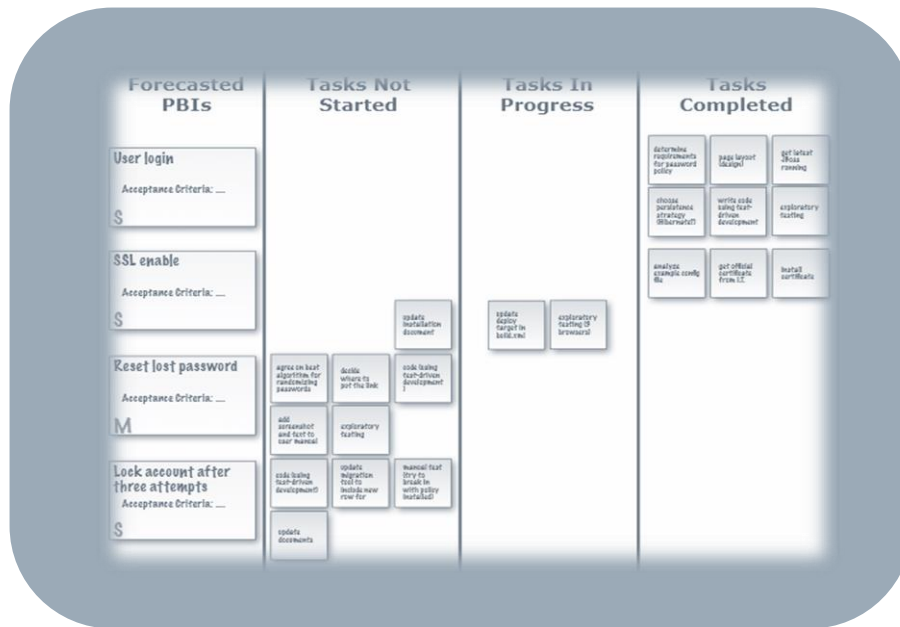 Forecasted
PBIs
Tasks Not
Started
Tasks In
Progress
Tasks
Completed
User login
Acceptance Criteria: ....
S
determine
requirements
for password
policy
page layout
(design)
get latest
JBoss
running
choose
persistence
strategy
(Hibernate?)
write code
using test-
driven
development
exploratory
testing
SSL enable
Acceptance Criteria: ....
S
update
installation
document
update
deploy
target in
build.xml
exploratory
testing (3
browsers)
analyze
example config
file
get official
certificate
from I.T.
install
certificate
Reset lost password
Acceptance Criteria: ....
M
agree on best
algorithm for
randomizing
passwords
decide
where to
put the link
code (using
test-driven
development
)
add
screenshot
and text to
user manual
exploratory
testing
Lock account after
three attempts
Acceptance Criteria: ....
S
code (using
test-driven
development)
update
migration
tool to
include new
row for
manual test
(try to
break in
with policy
installed)
update
documents